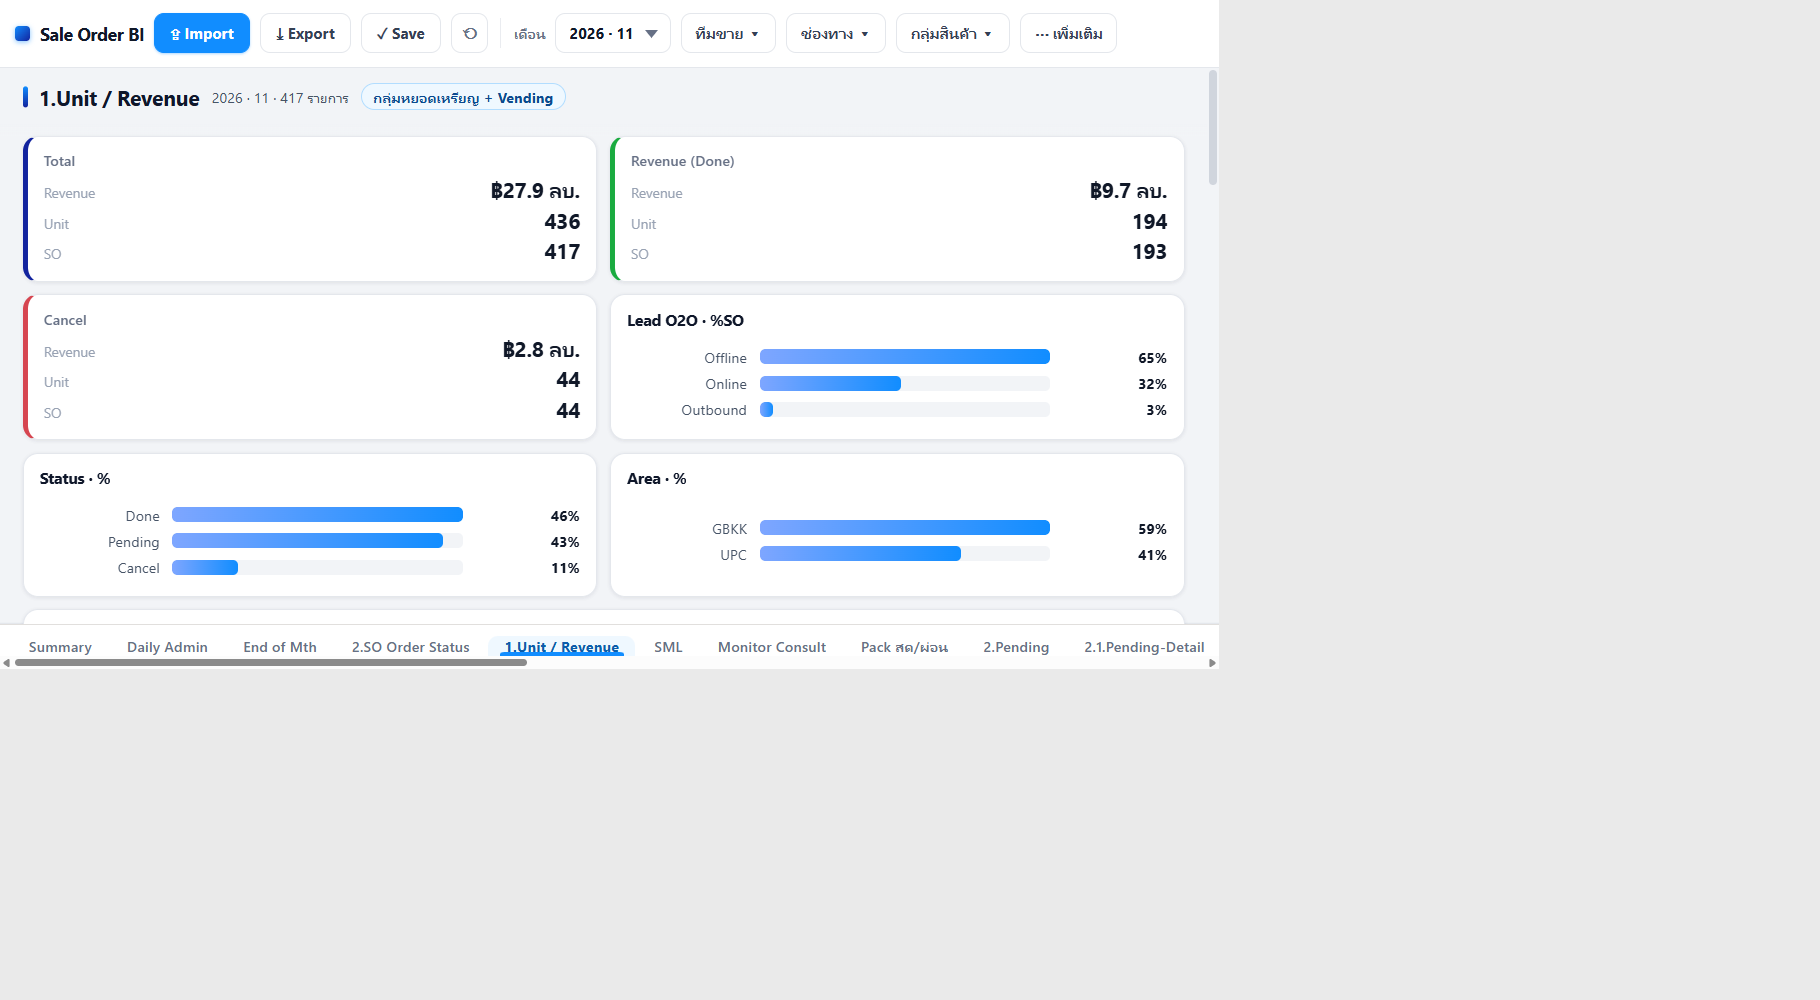 Sale Order BI
⇪ Import
⤓ Export
✓ Save
⟲
เดือน
2026 · 11
ทีมขาย ▾
ช่องทาง ▾
กลุ่มสินค้า ▾
⋯ เพิ่มเติม
1.Unit / Revenue
2026 · 11 · 417 รายการ
กลุ่มหยอดเหรียญ + Vending
Total
Revenue ฿27.9 ลบ.
Unit 436
SO 417
Revenue (Done)
Revenue ฿9.7 ลบ.
Unit 194
SO 193
Cancel
Revenue ฿2.8 ลบ.
Unit 44
SO 44
Lead O2O · %SO
Offline 65%
Online 32%
Outbound 3%
Status · %
Done 46%
Pending 43%
Cancel 11%
Area · %
GBKK 59%
UPC 41%
Summary
Daily Admin
End of Mth
2.SO Order Status
1.Unit / Revenue
SML
Monitor Consult
Pack สด/ผ่อน
2.Pending
2.1.Pending-Detail